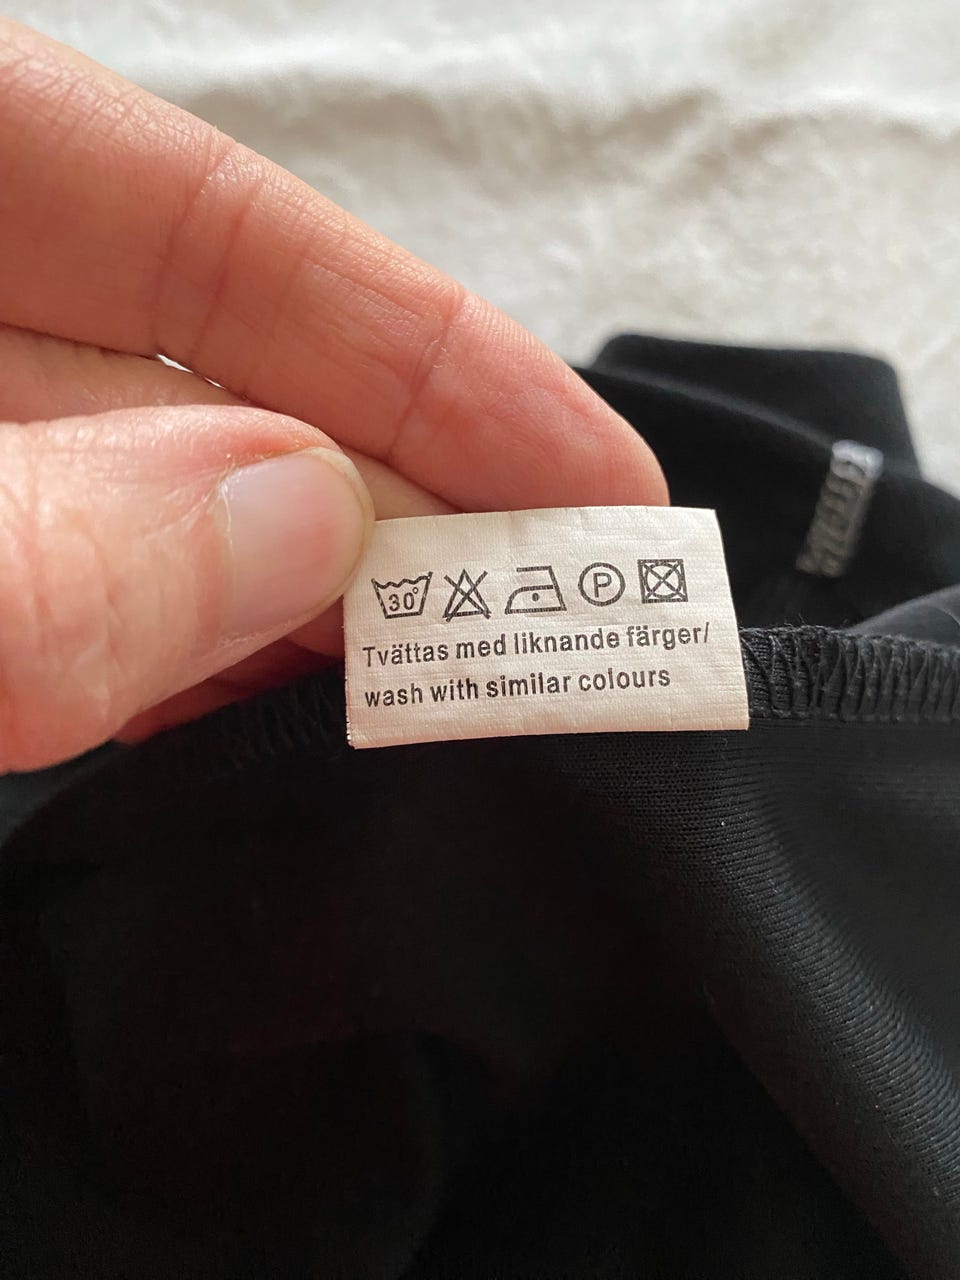 30°
P
Tvättas med liknande färger/
wash with similar colours